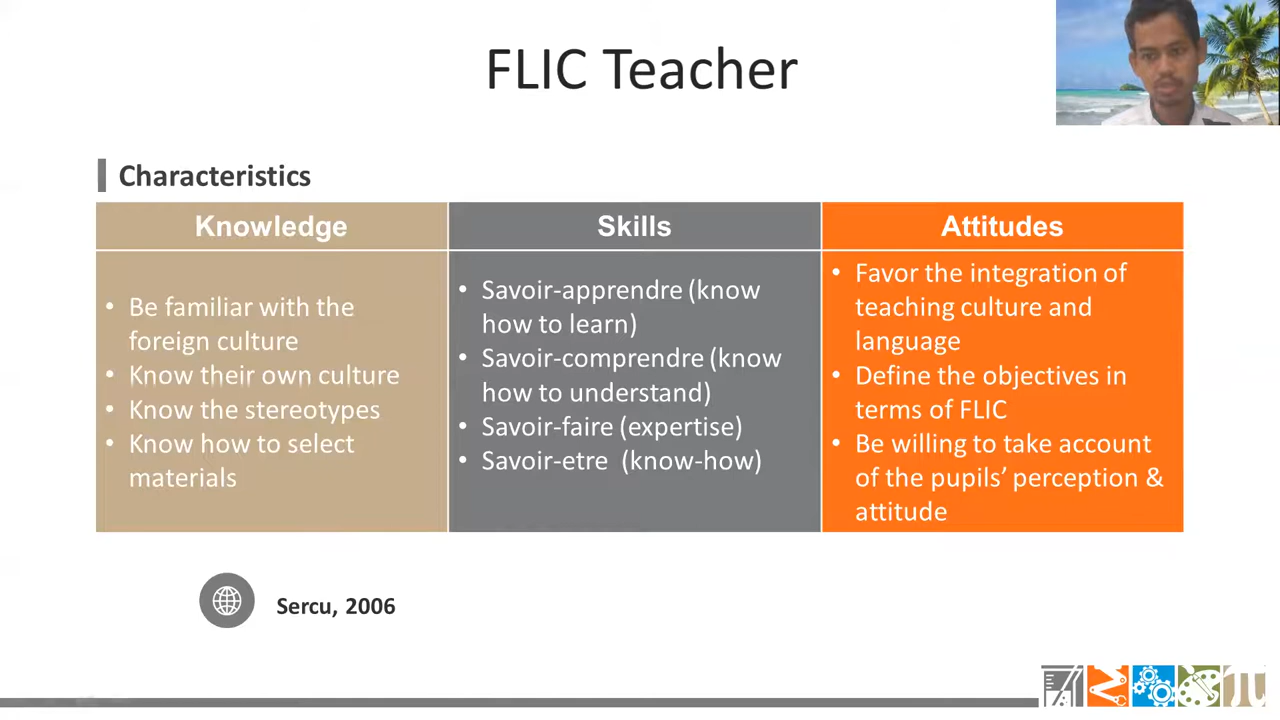 FLIC Teacher
Characteristics
Knowledge
• Be familiar with the
foreign culture
• Know their own culture
• Know the stereotypes
• Know how to select
materials
Skills
• Savoir-apprendre (know
how to learn)
• Savoir-comprendre (know
how to understand)
• Savoir-faire (expertise)
• Savoir-etre (know-how)
Attitudes
• Favor the integration of
teaching culture and
language
• Define the objectives in
terms of FLIC
• Be willing to take account
of the pupils’ perception &
attitude
Sercu, 2006